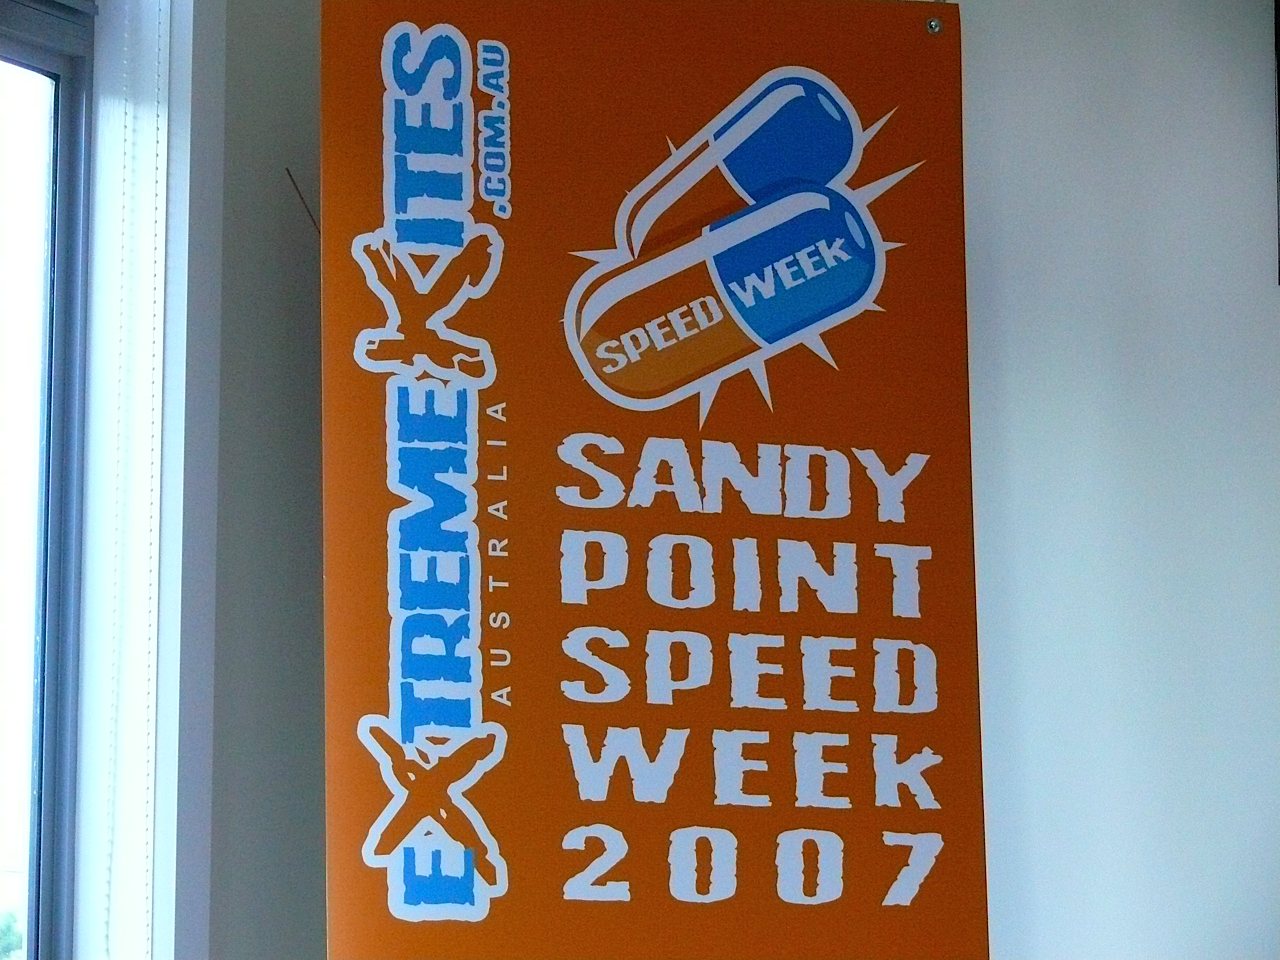 EXTREMEKITES
.COM.AU
AUSTRALIA
SPEED WEEK
SANDY
POINT
SPEED
WEEK
2007